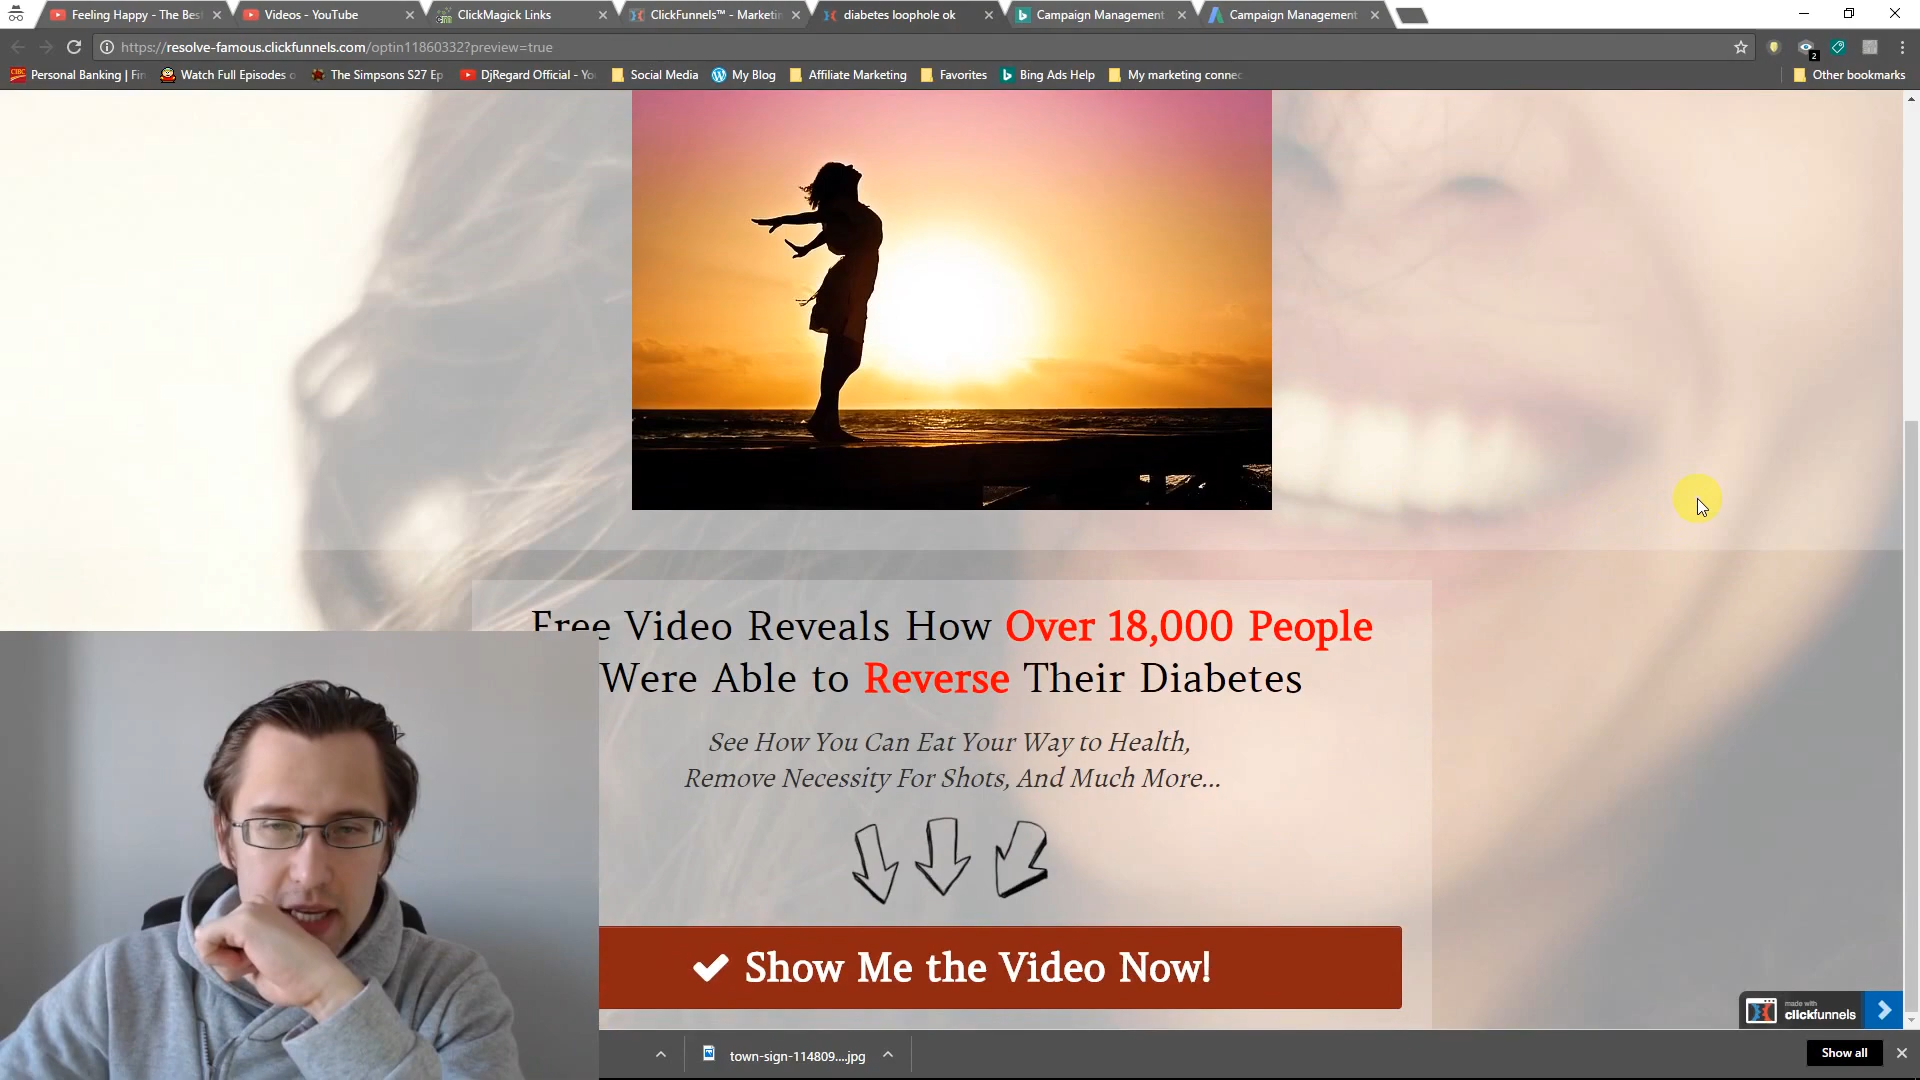 Feeling Happy - The Best
Videos - YouTube
ClickMagick Links
ClickFunnels™ - Marketin
diabetes loophole ok
Campaign Management
Campaign Management
https://resolve-famous.clickfunnels.com/optin11860332?preview=true
2
CIBC
Personal Banking | Fin
Watch Full Episodes o
The Simpsons S27 Ep
DjRegard Official - Yo
Social Media
My Blog
Affiliate Marketing
Favorites
Bing Ads Help
My marketing connec
Other bookmarks
Free Video Reveals How Over 18,000 People
Were Able to Reverse Their Diabetes
See How You Can Eat Your Way to Health,
Remove Necessity For Shots, And Much More...
Show Me the Video Now!
made with
clickfunnels
town-sign-114809....jpg
Show all